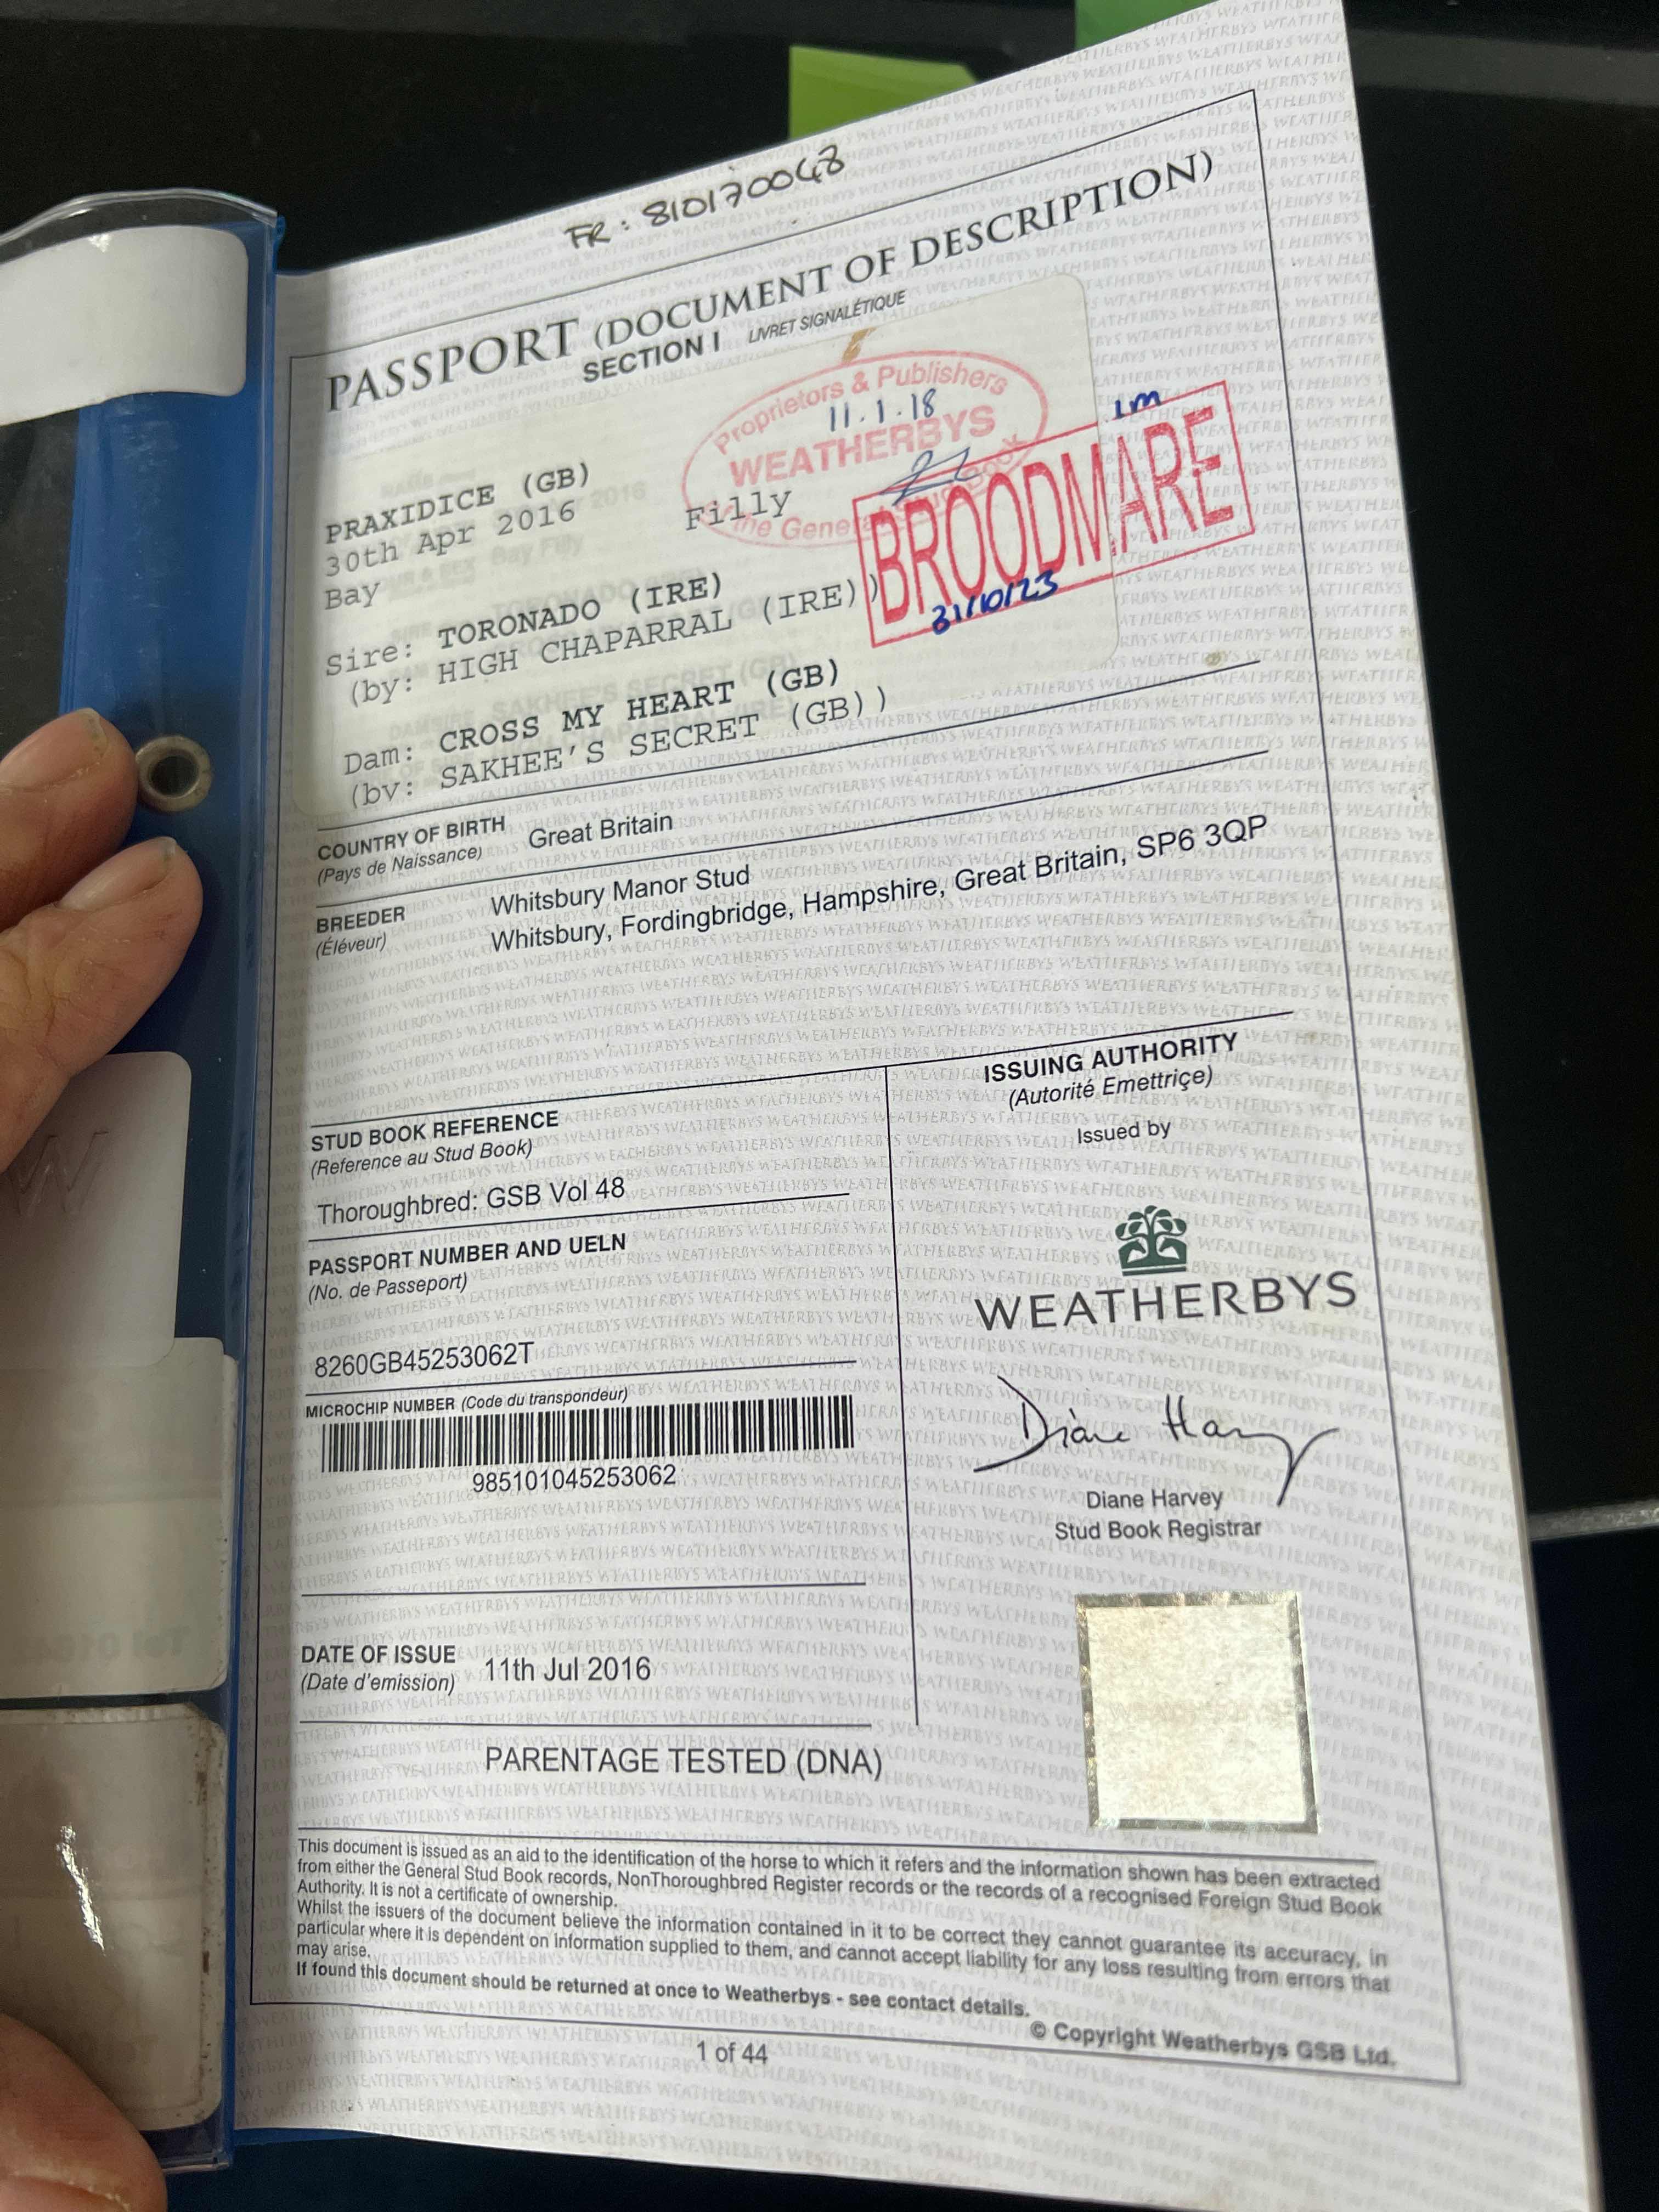 FR: 810170048
PASSPORT (DOCUMENT OF DESCRIPTION)
SECTION I LIVRET SIGNALÉTIQUE
Proprietors & Publishers
11.1.18
WEATHERBYS
LM
BROODMARE
31/10/23
PRAXIDICE (GB)
30th Apr 2016 Filly
Bay
Sire: TORONADO (IRE)
(by: HIGH CHAPARRAL (IRE))
Dam: CROSS MY HEART (GB)
(by: SAKHEE'S SECRET (GB))
COUNTRY OF BIRTH Great Britain
(Pays de Naissance)
BREEDER Whitsbury Manor Stud
(Éléveur) Whitsbury, Fordingbridge, Hampshire, Great Britain, SP6 3QP
STUD BOOK REFERENCE
(Reference au Stud Book)
Thoroughbred: GSB Vol 48
PASSPORT NUMBER AND UELN
(No. de Passeport)
8260GB45253062T
MICROCHIP NUMBER (Code du transpondeur)
985101045253062
DATE OF ISSUE 11th Jul 2016
(Date d'emission)
ISSUING AUTHORITY
(Autorité Emettriçe)
Issued by
WEATHERBYS
Diane Harvey
Diane Harvey
Stud Book Registrar
PARENTAGE TESTED (DNA)
This document is issued as an aid to the identification of the horse to which it refers and the information shown has been extracted
from either the General Stud Book records, NonThoroughbred Register records or the records of a recognised Foreign Stud Book
Authority. It is not a certificate of ownership.
Whilst the issuers of the document believe the information contained in it to be correct they cannot guarantee its accuracy, in
particular where it is dependent on information supplied to them, and cannot accept liability for any loss resulting from errors that
may arise.
If found this document should be returned at once to Weatherbys - see contact details.
© Copyright Weatherbys GSB Ltd.
1 of 44